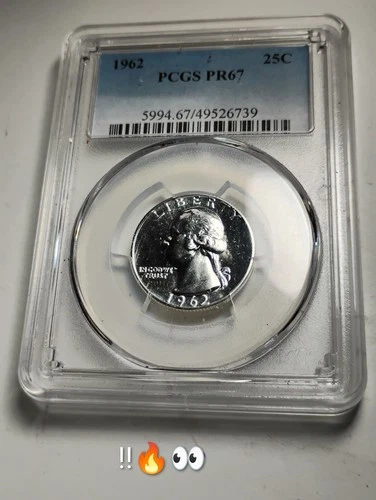 1962 25C
PCGS PR67
5994.67/49526739
LIBERTY
IN GOD WE
TRUST
1962
‼🔥👀